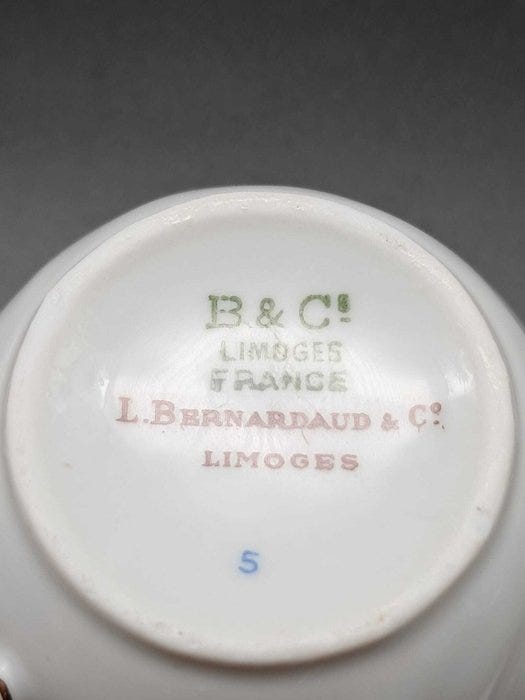 B & Cº
LIMOGES
FRANCE
L. BERNARDAUD & Cº
LIMOGES
5